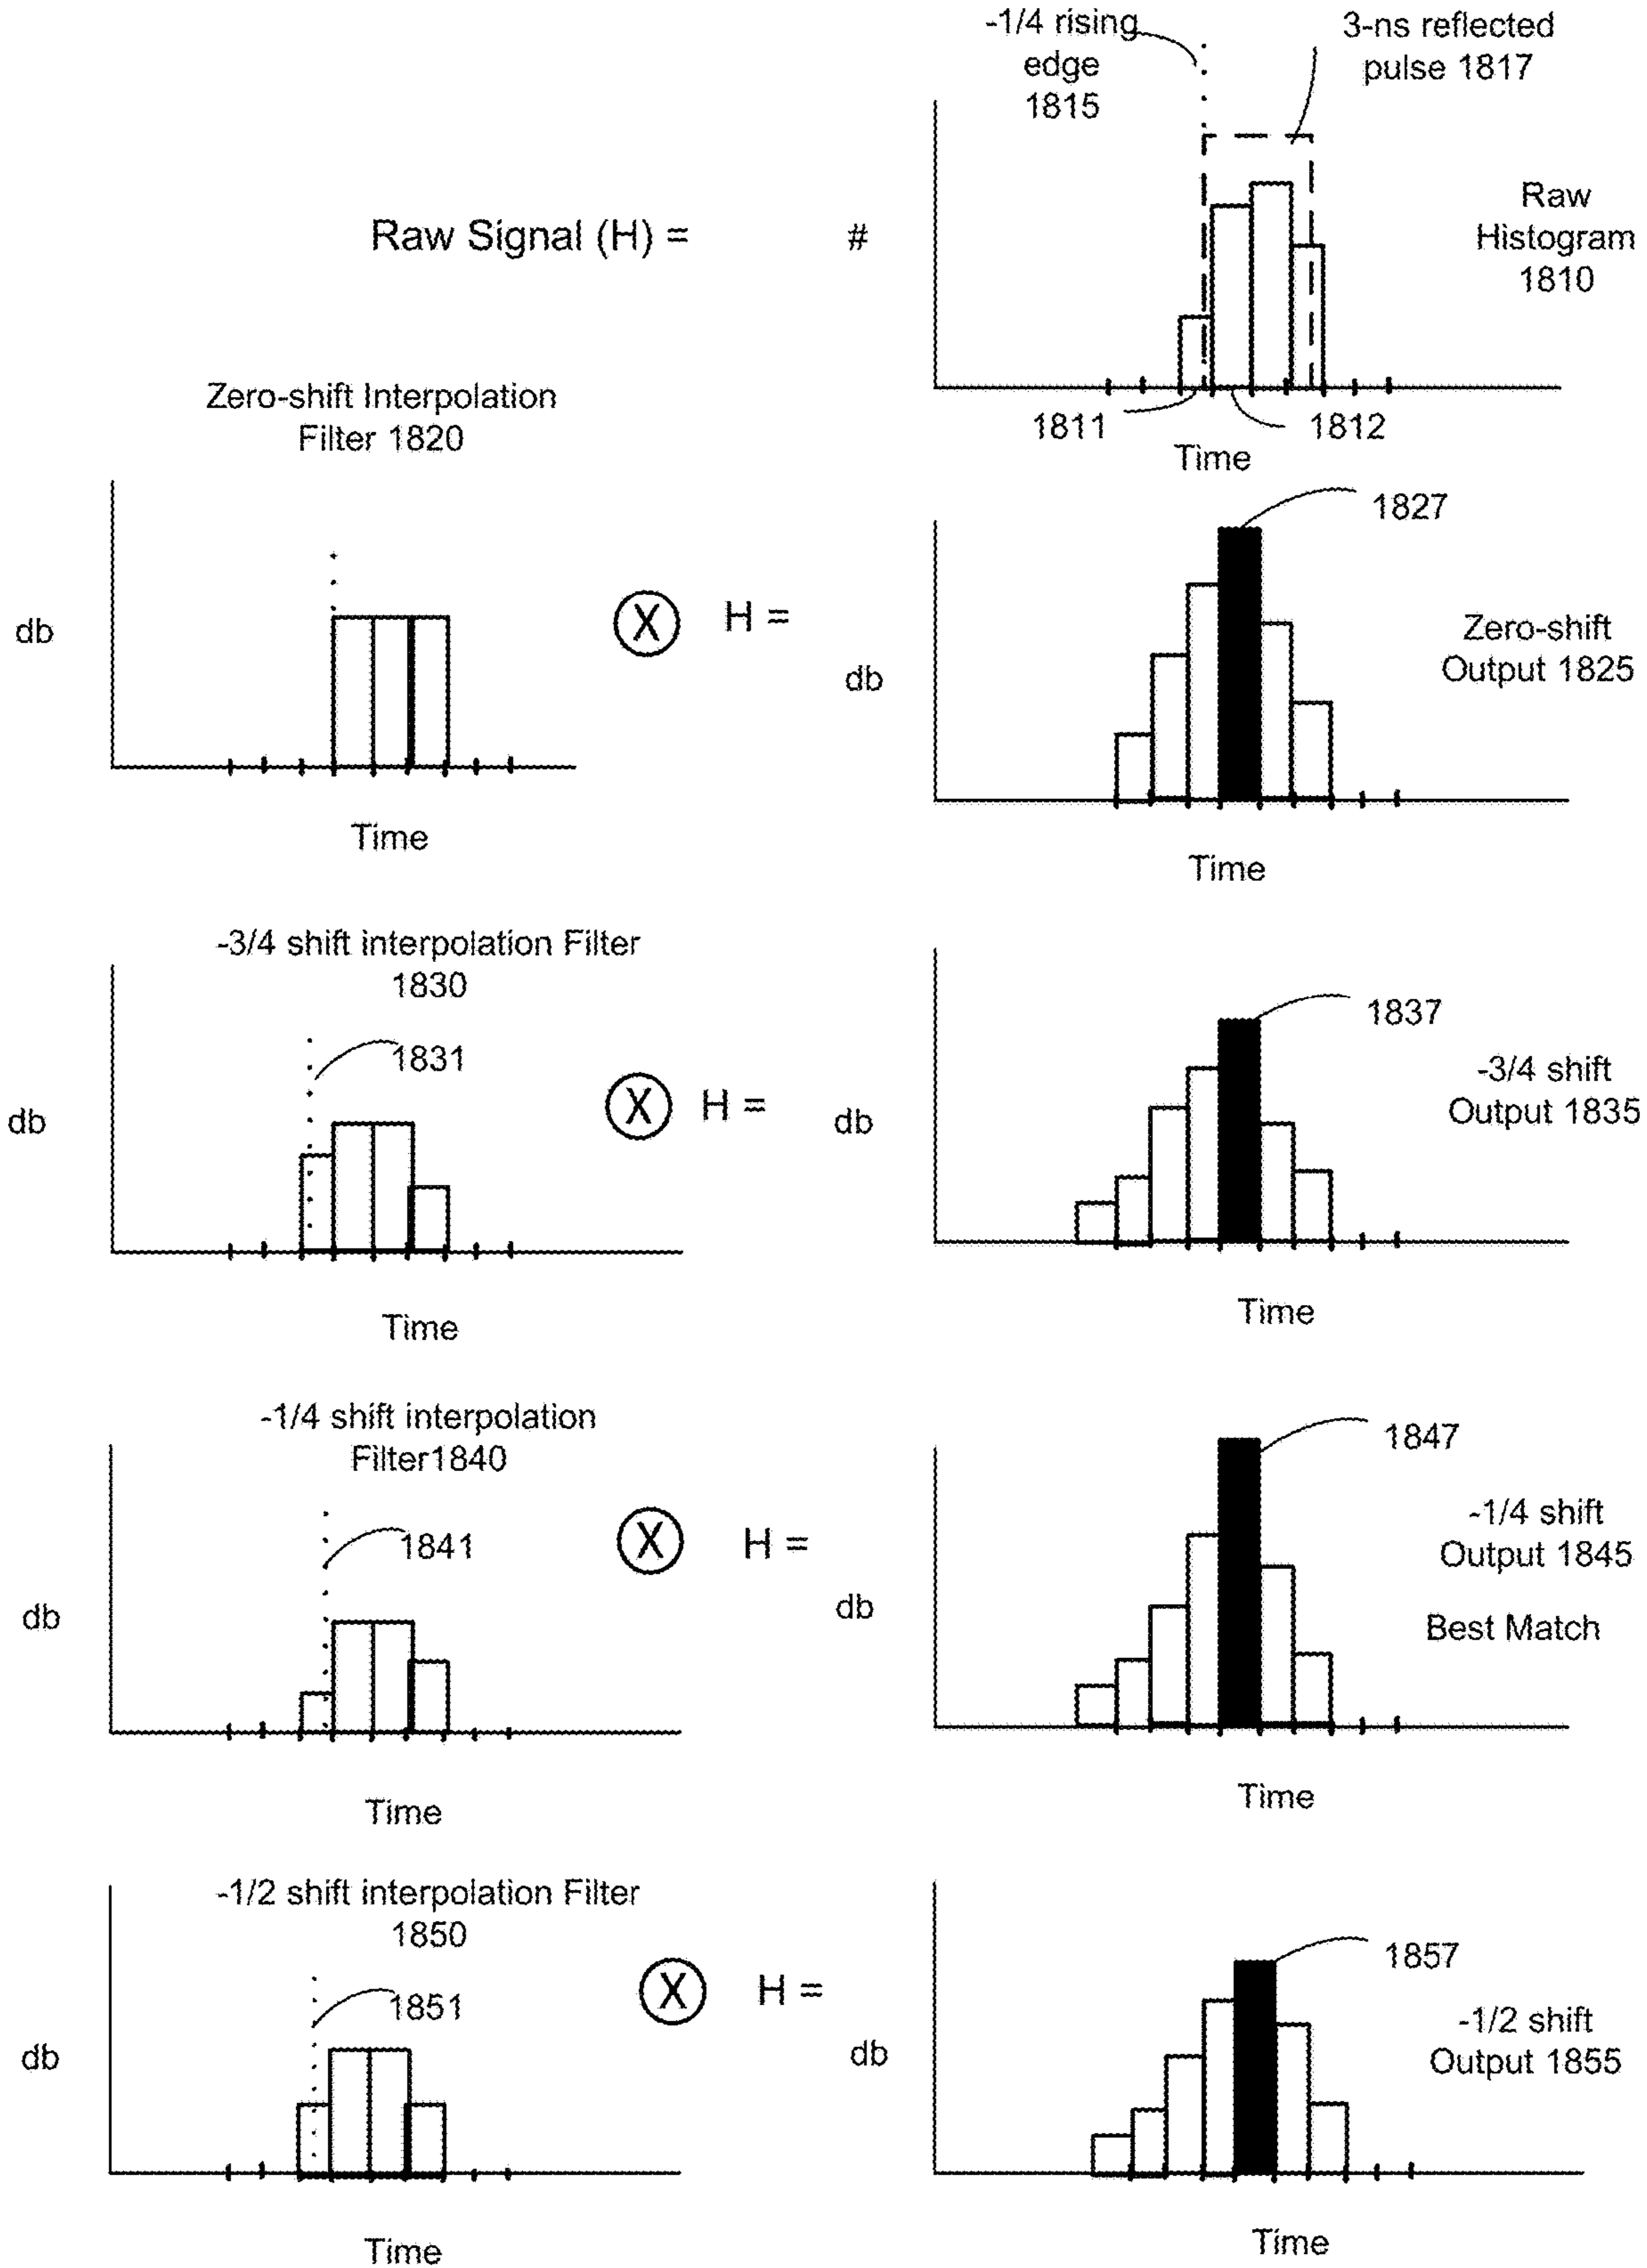 -1/4 rising
edge
1815
3-ns reflected
pulse 1817
Raw Signal (H) =
#
Raw
Histogram
1810
1811
1812
Time
Zero-shift Interpolation
Filter 1820
db
Time
X
H =
db
1827
Zero-shift
Output 1825
Time
-3/4 shift interpolation Filter
1830
1831
db
Time
X
H =
db
1837
-3/4 shift
Output 1835
Time
-1/4 shift interpolation
Filter1840
1841
db
Time
X
H =
db
1847
-1/4 shift
Output 1845
Best Match
Time
-1/2 shift interpolation Filter
1850
1851
db
Time
X
H =
db
1857
-1/2 shift
Output 1855
Time